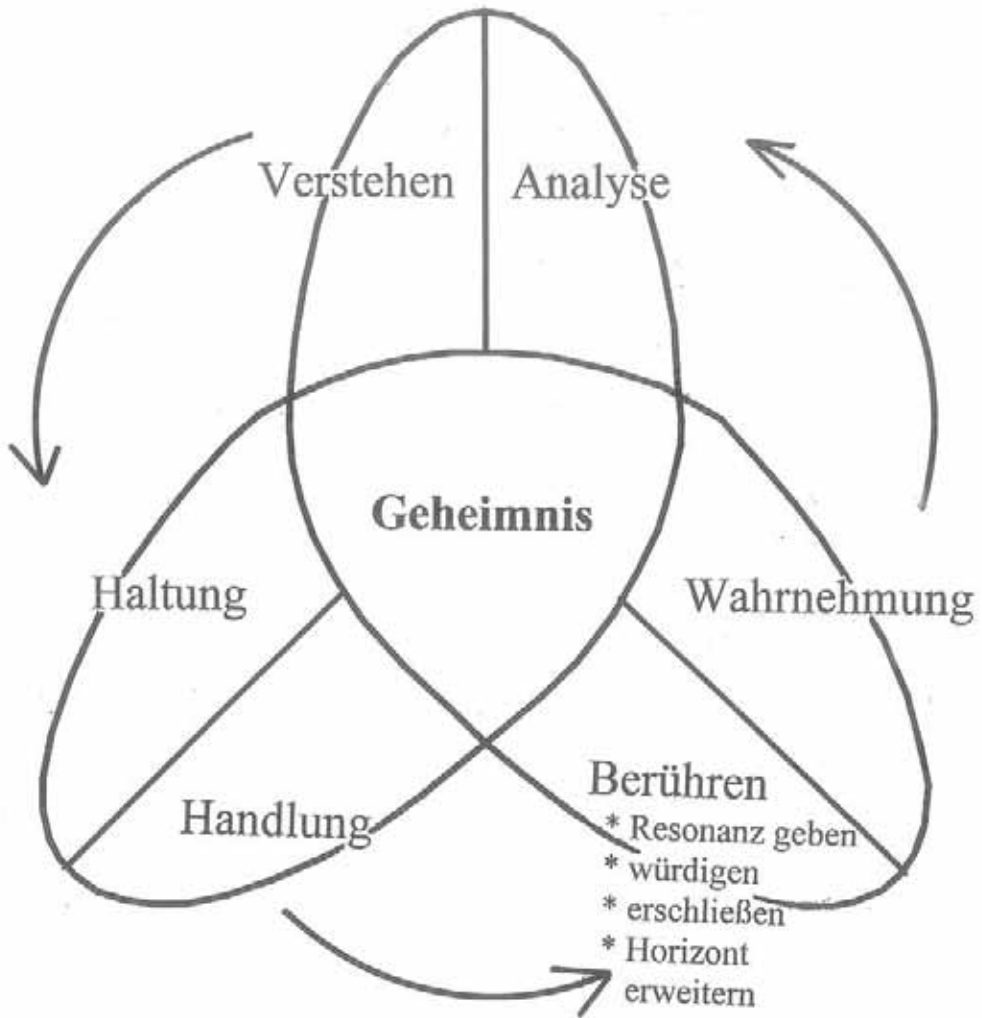 Verstehen
Analyse
Geheimnis
Haltung
Wahrnehmung
Handlung
Berühren
* Resonanz geben
* würdigen
* erschließen
* Horizont
erweitern